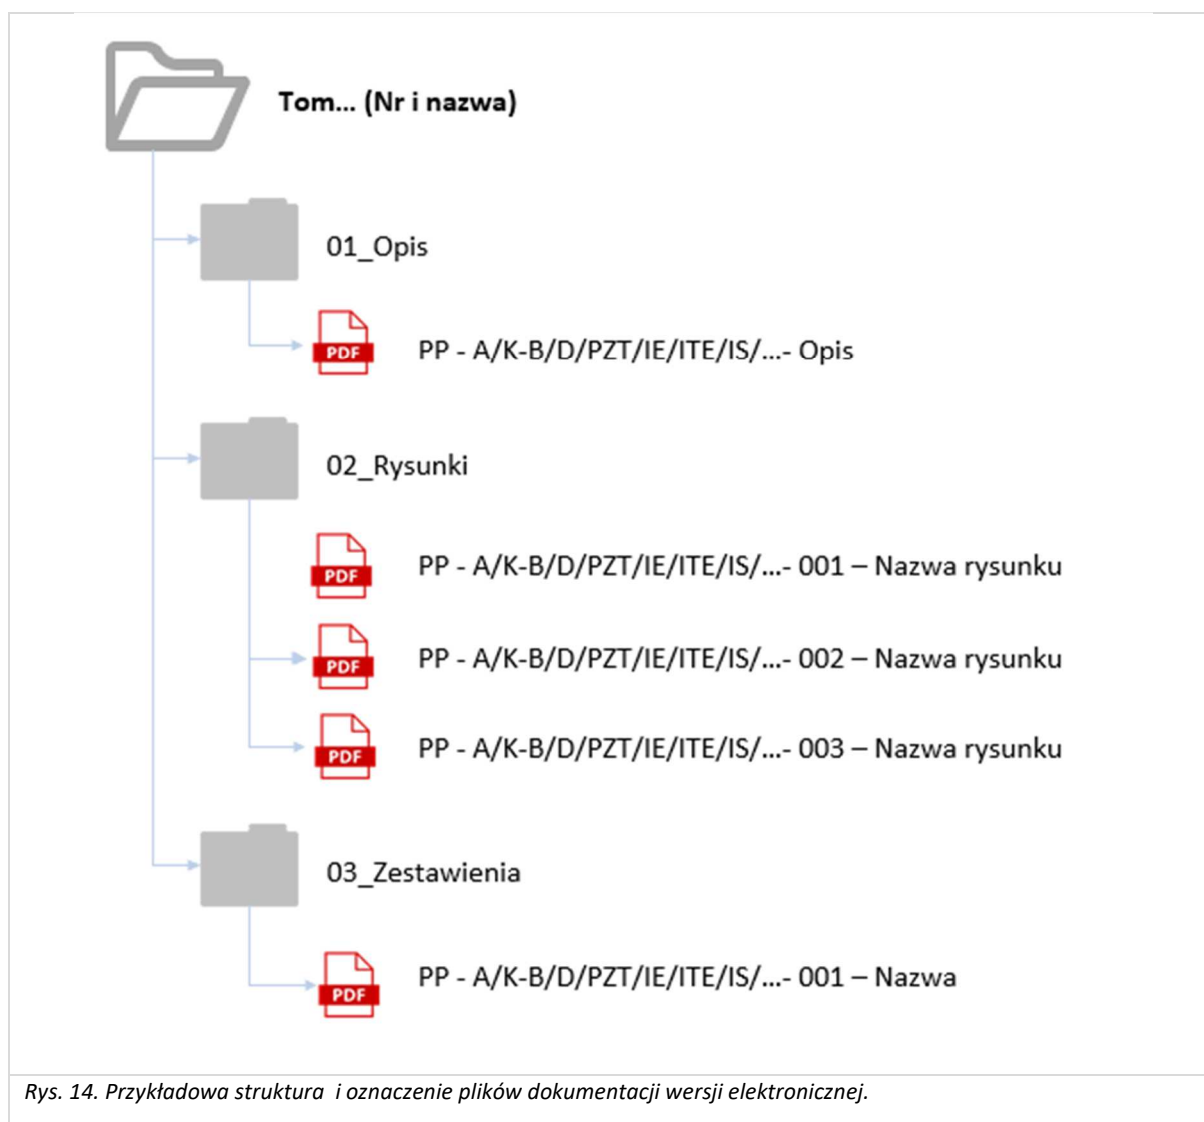 Tom... (Nr i nazwa)
01_Opis
PDF PP - A/K-B/D/PZT/IE/ITE/IS/...- Opis
02_Rysunki
PDF PP - A/K-B/D/PZT/IE/ITE/IS/...- 001 – Nazwa rysunku
PDF PP - A/K-B/D/PZT/IE/ITE/IS/...- 002 – Nazwa rysunku
PDF PP - A/K-B/D/PZT/IE/ITE/IS/...- 003 – Nazwa rysunku
03_Zestawienia
PDF PP - A/K-B/D/PZT/IE/ITE/IS/...- 001 – Nazwa
Rys. 14. Przykładowa struktura i oznaczenie plików dokumentacji wersji elektronicznej.